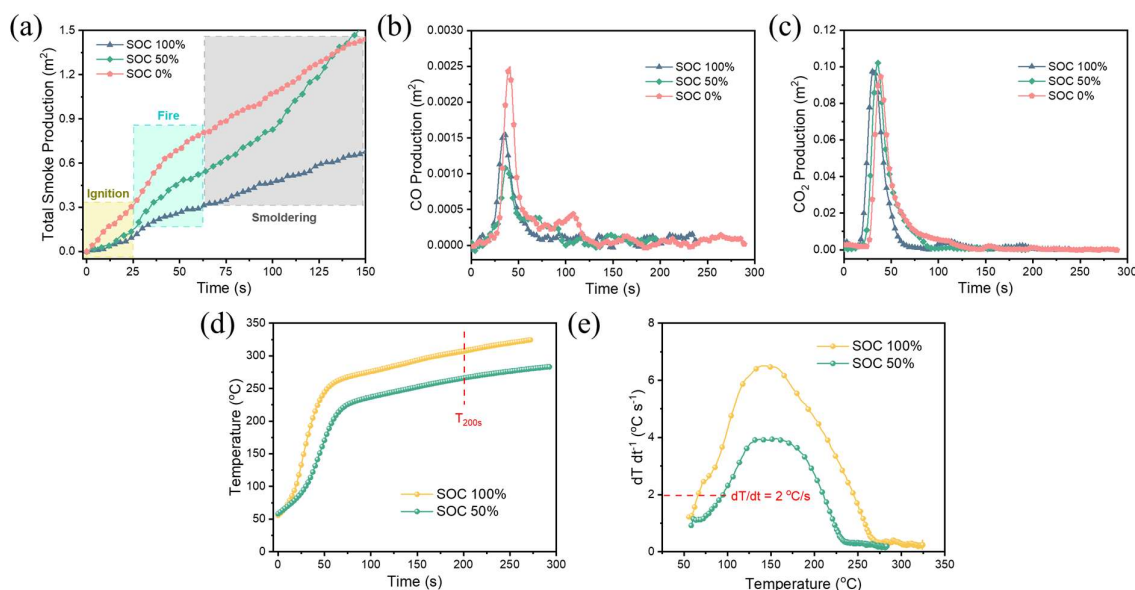 (a)
Total Smoke Production (m²)
1.5
1.2
0.9
0.6
0.3
0.0
SOC 100%
SOC 50%
SOC 0%
Ignition
Fire
Smoldering
0 25 50 75 100 125 150
Time (s)
(b)
CO Production (m²)
0.0030
0.0025
0.0020
0.0015
0.0010
0.0005
0.0000
SOC 100%
SOC 50%
SOC 0%
0 50 100 150 200 250 300
Time (s)
(c)
CO₂ Production (m²)
0.12
0.10
0.08
0.06
0.04
0.02
0.00
SOC 100%
SOC 50%
SOC 0%
0 50 100 150 200 250 300
Time (s)
(d)
Temperature (°C)
350
300
250
200
150
100
50
0
T200s
SOC 100%
SOC 50%
0 50 100 150 200 250 300
Time (s)
(e)
dT dt⁻¹ (°C s⁻¹)
8
6
4
2
0
SOC 100%
SOC 50%
dT/dt = 2 °C/s
50 100 150 200 250 300 350
Temperature (°C)